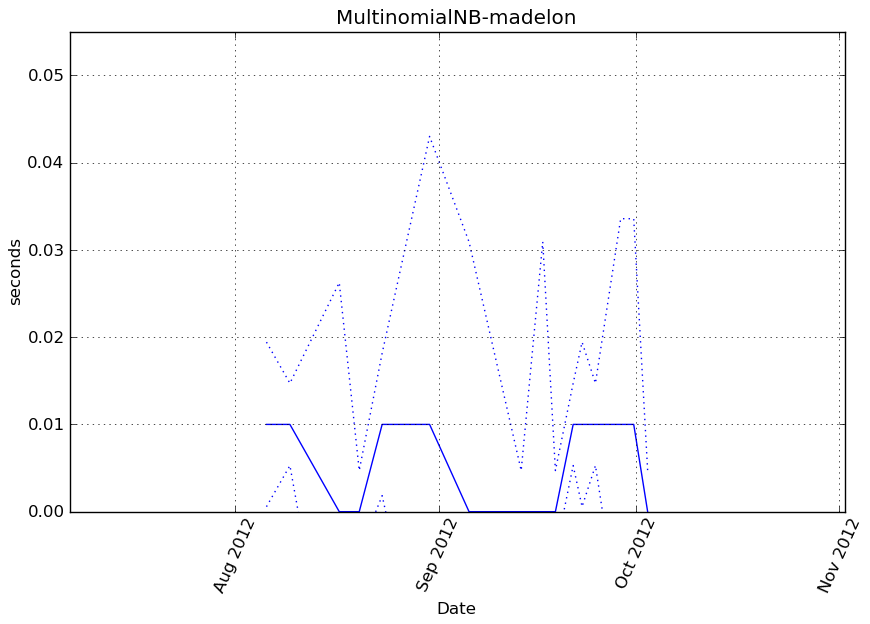 MultinomialNB-madelon
0.05
0.04
0.03
0.02
0.01
0.00
seconds
Aug 2012
Sep 2012
Oct 2012
Nov 2012
Date